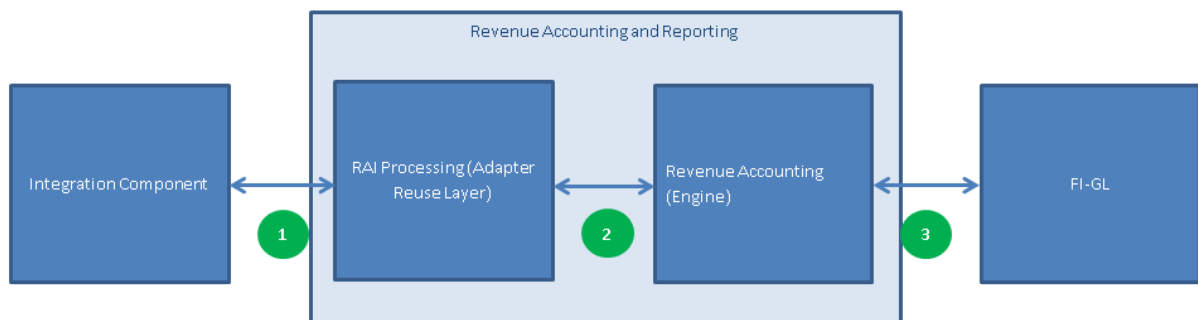 Revenue Accounting and Reporting
Integration Component
RAI Processing (Adapter
Reuse Layer)
Revenue Accounting
(Engine)
FI-GL
1
2
3